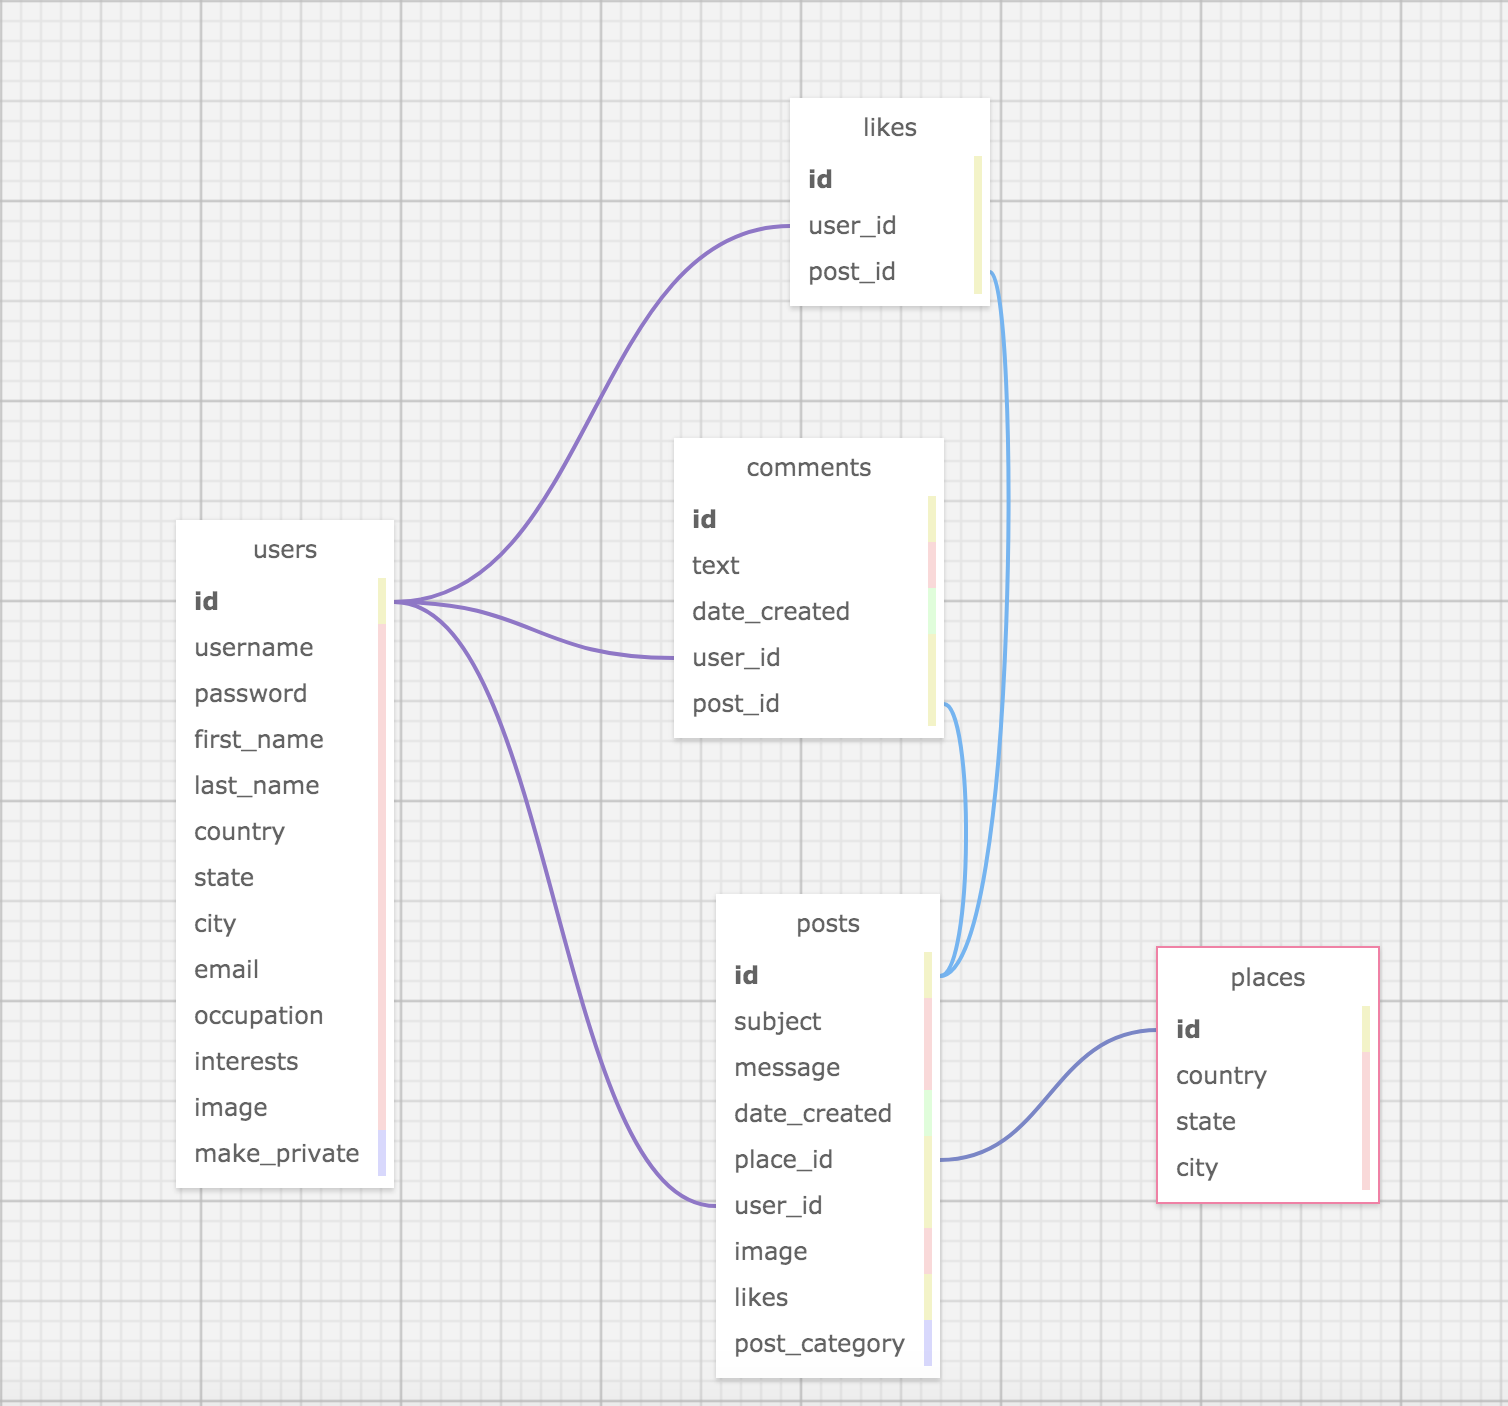 likes
id
user_id
post_id
comments
id
text
date_created
user_id
post_id
users
id
username
password
first_name
last_name
country
state
city
email
occupation
interests
image
make_private
posts
id
subject
message
date_created
place_id
user_id
image
likes
post_category
places
id
country
state
city